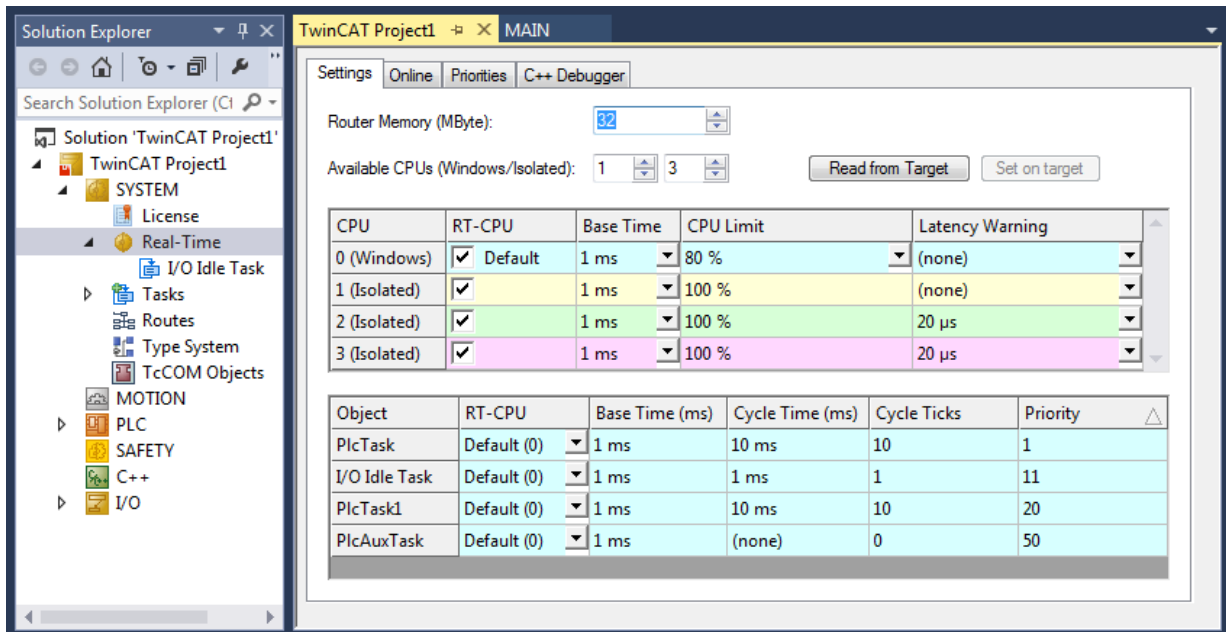 Solution Explorer
Search Solution Explorer (Ct
Solution 'TwinCAT Project1'
TwinCAT Project1
SYSTEM
License
Real-Time
I/O Idle Task
Tasks
Routes
Type System
TcCOM Objects
MOTION
PLC
SAFETY
C++
I/O
TwinCAT Project1 MAIN
Settings Online Priorities C++ Debugger
Router Memory (MByte): 32
Available CPUs (Windows/Isolated): 1 3 Read from Target Set on target
CPU RT-CPU Base Time CPU Limit Latency Warning
0 (Windows) Default 1 ms 80 % (none)
1 (Isolated) 1 ms 100 % (none)
2 (Isolated) 1 ms 100 % 20 µs
3 (Isolated) 1 ms 100 % 20 µs
Object RT-CPU Base Time (ms) Cycle Time (ms) Cycle Ticks Priority
PlcTask Default (0) 1 ms 10 ms 10 1
I/O Idle Task Default (0) 1 ms 1 ms 1 11
PlcTask1 Default (0) 1 ms 10 ms 10 20
PlcAuxTask Default (0) 1 ms (none) 0 50